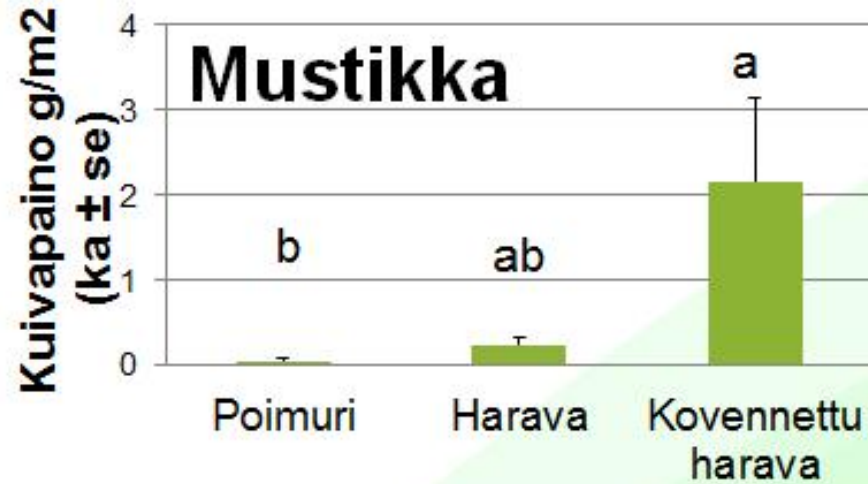 Mustikka
Kuivapaino g/m2
(ka ± se)
4
3
2
1
0
b
ab
a
Poimuri
Harava
Kovennettu
harava